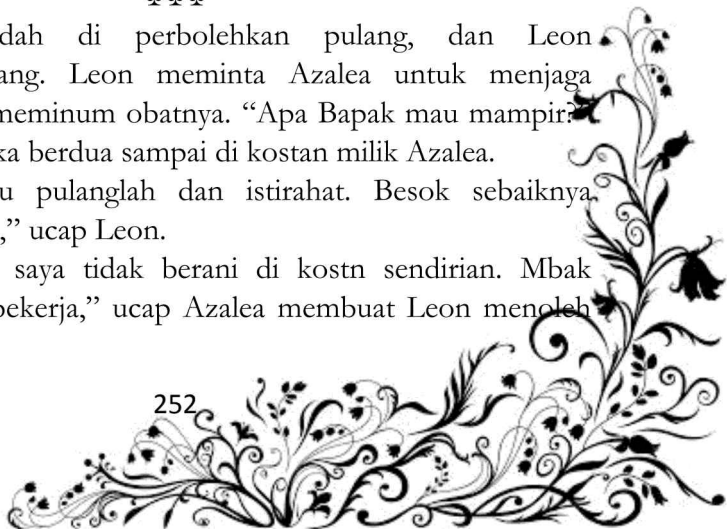 dah di perbolehkan pulang, dan Leon
ang. Leon meminta Azalea untuk menjaga
meminum obatnya. “Apa Bapak mau mampir?”
ka berdua sampai di kostan milik Azalea.
u pulanglah dan istirahat. Besok sebaiknya
,” ucap Leon.
saya tidak berani di kostn sendirian. Mbak
bekerja,” ucap Azalea membuat Leon menoleh
252